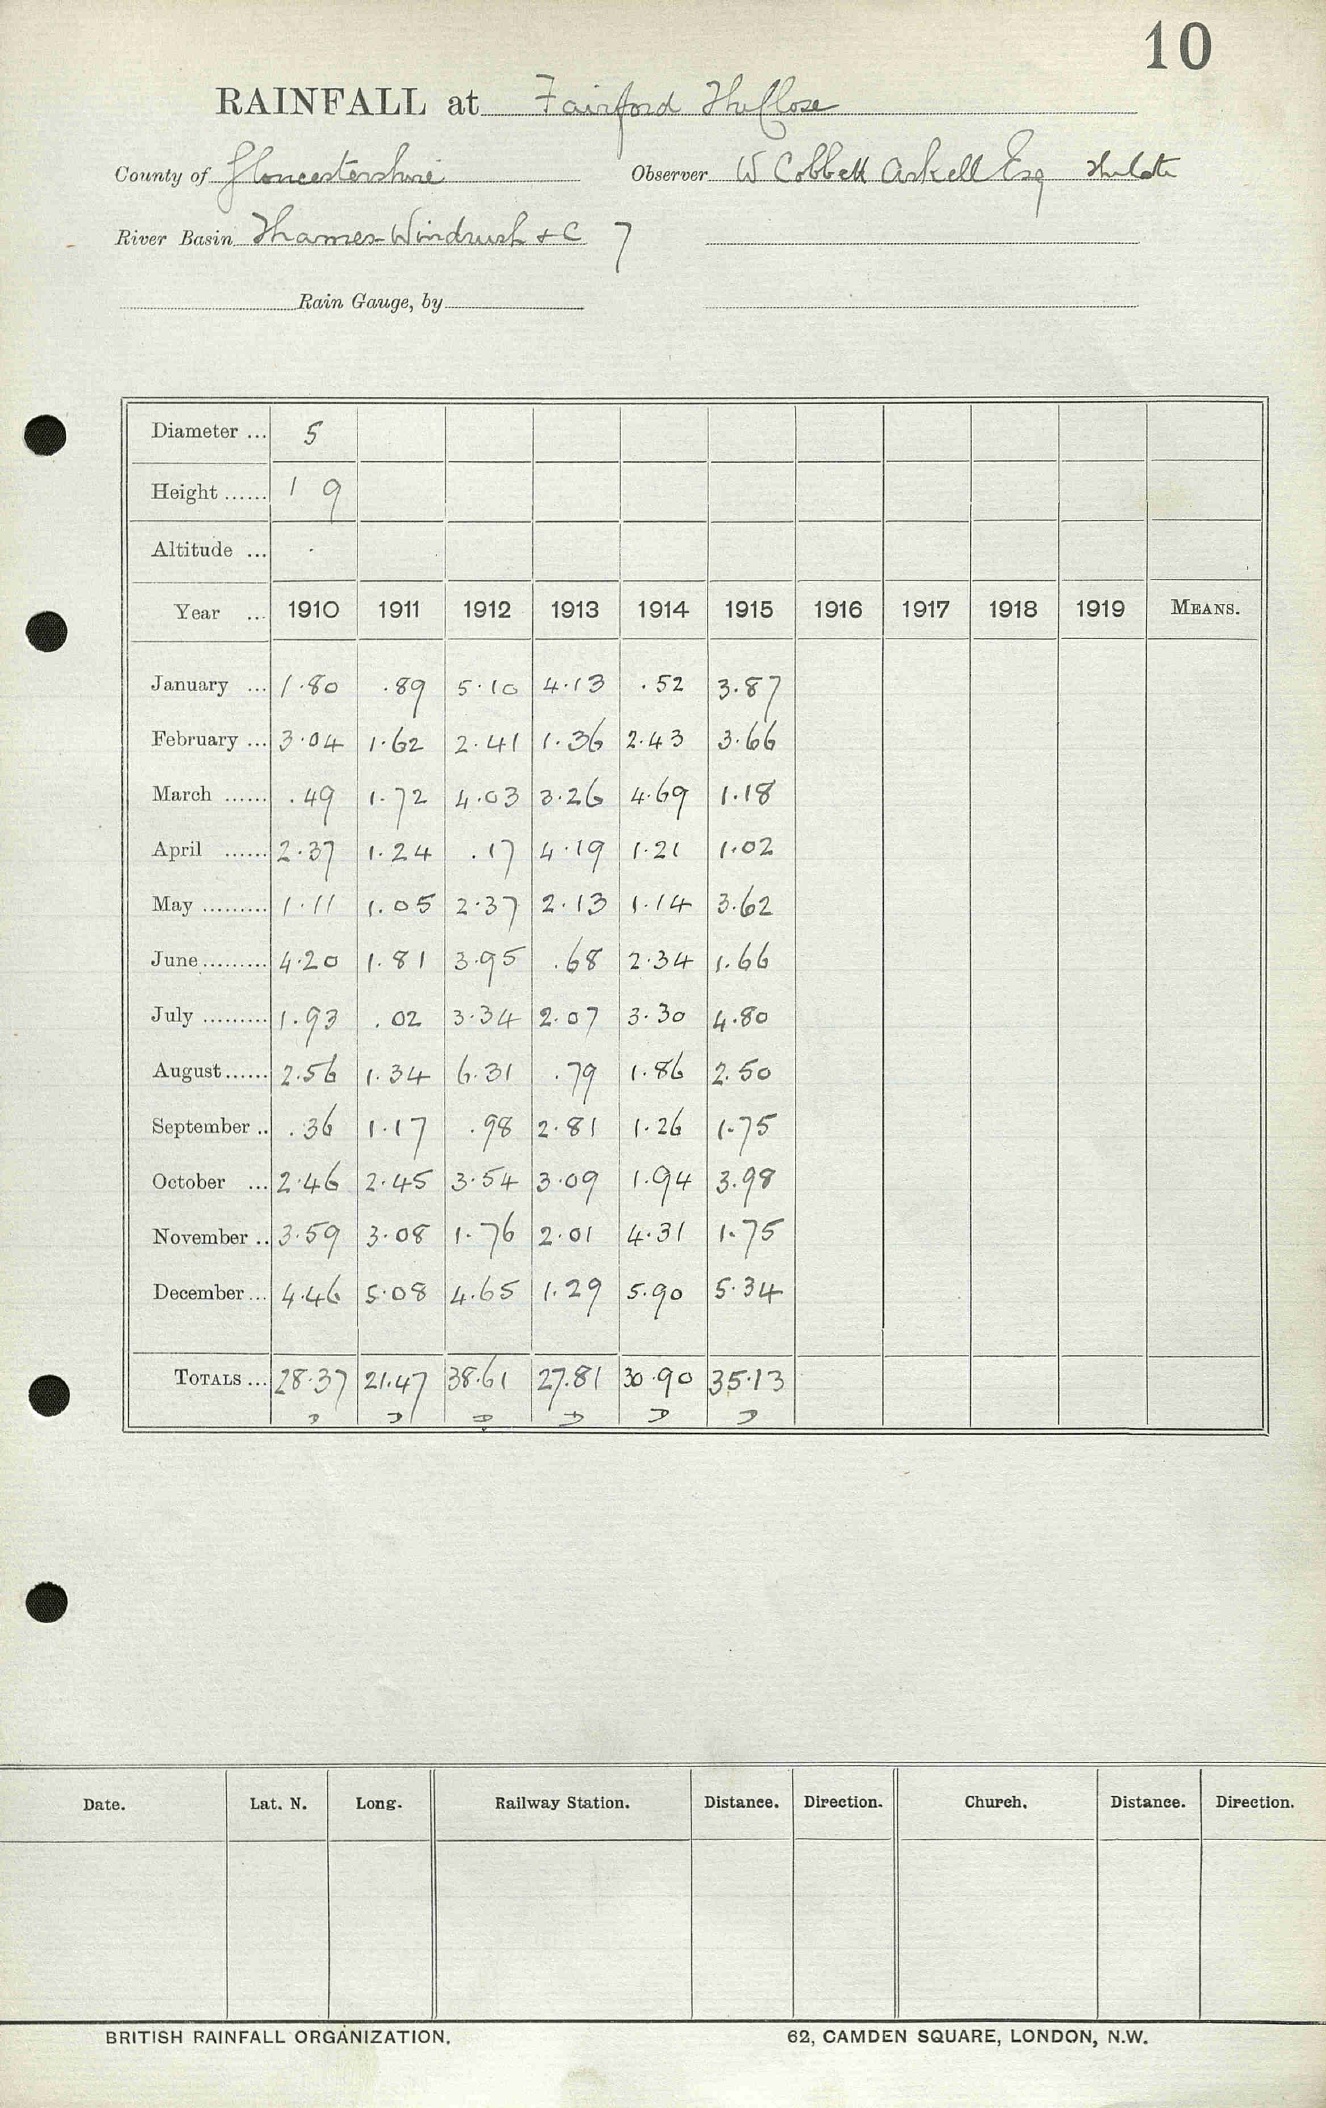 10
RAINFALL at Fairford The Close
County of Gloucestershire Observer W Cobbett Arkell Esq
River Basin Thames-Windrush & C 7
Rain Gauge, by
Diameter ... 5
Height ...... 1 9
Altitude ... .
Year ... 1910 1911 1912 1913 1914 1915 1916 1917 1918 1919 MEANS.
January ... 1.80 .89 5.10 4.13 .52 3.87
February ... 3.04 1.62 2.41 1.36 2.43 3.66
March ...... .49 1.72 4.03 3.26 4.69 1.18
April ...... 2.37 1.24 .17 4.19 1.21 1.02
May ......... 1.11 1.05 2.37 2.13 1.14 3.62
June ......... 4.20 1.81 3.95 .68 2.34 1.66
July ......... 1.93 .02 3.34 2.07 3.30 4.80
August ...... 2.56 1.34 6.31 .79 1.86 2.50
September .. .36 1.17 .98 2.81 1.26 1.75
October ... 2.46 2.45 3.54 3.09 1.94 3.98
November .. 3.59 3.08 1.76 2.01 4.31 1.75
December ... 4.46 5.08 4.65 1.29 5.90 5.34
TOTALS ... 28.37 21.47 38.61 27.81 30.90 35.13
D D D D D D
Date. Lat. N. Long. Railway Station. Distance. Direction. Church. Distance. Direction.
BRITISH RAINFALL ORGANIZATION. 62, CAMDEN SQUARE, LONDON, N.W.